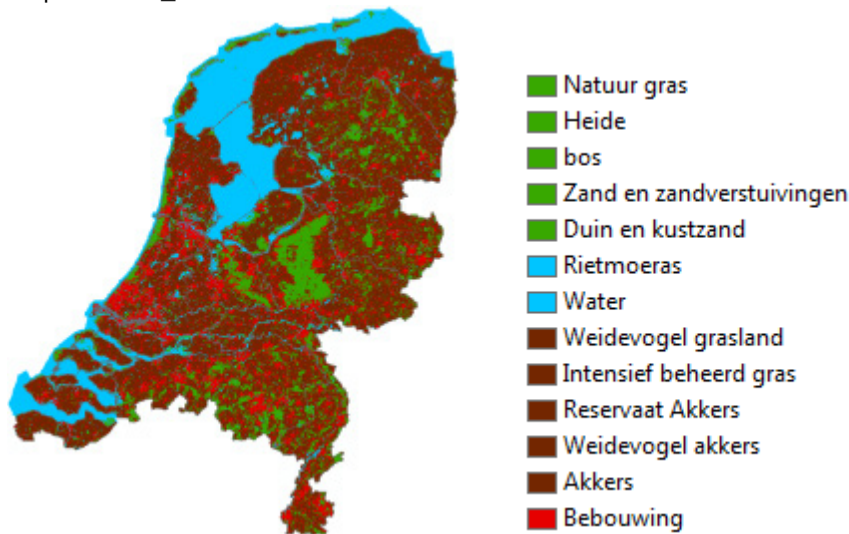 Natuur gras
Heide
bos
Zand en zandverstuivingen
Duin en kustzand
Rietmoeras
Water
Weidevogel grasland
Intensief beheerd gras
Reservaat Akkers
Weidevogel akkers
Akkers
Bebouwing